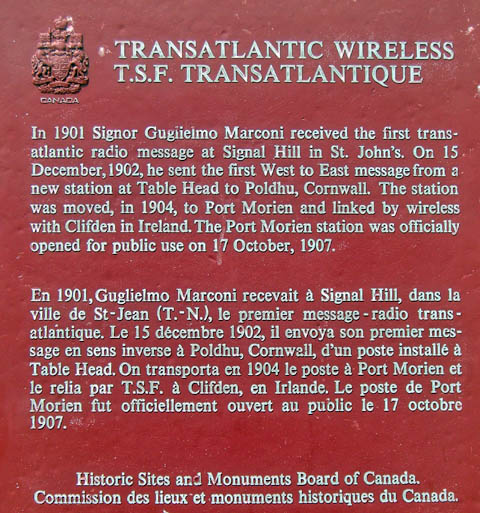 CANADA
TRANSATLANTIC WIRELESS
T.S.F. TRANSATLANTIQUE
In 1901 Signor Guglielmo Marconi received the first trans-
atlantic radio message at Signal Hill in St. John's. On 15
December, 1902, he sent the first West to East message from a
new station at Table Head to Poldhu, Cornwall. The station
was moved, in 1904, to Port Morien and linked by wireless
with Clifden in Ireland. The Port Morien station was officially
opened for public use on 17 October, 1907.
En 1901, Guglielmo Marconi recevait à Signal Hill, dans la
ville de St-Jean (T.-N.), le premier message-radio trans-
atlantique. Le 15 décembre 1902, il envoya son premier mes-
sage en sens inverse à Poldhu, Cornwall, d'un poste installé à
Table Head. On transporta en 1904 le poste à Port Morien et
le relia par T.S.F. à Clifden, en Irlande. Le poste de Port
Morien fut officiellement ouvert au public le 17 octobre
1907.
Historic Sites and Monuments Board of Canada.
Commission des lieux et monuments historiques du Canada.